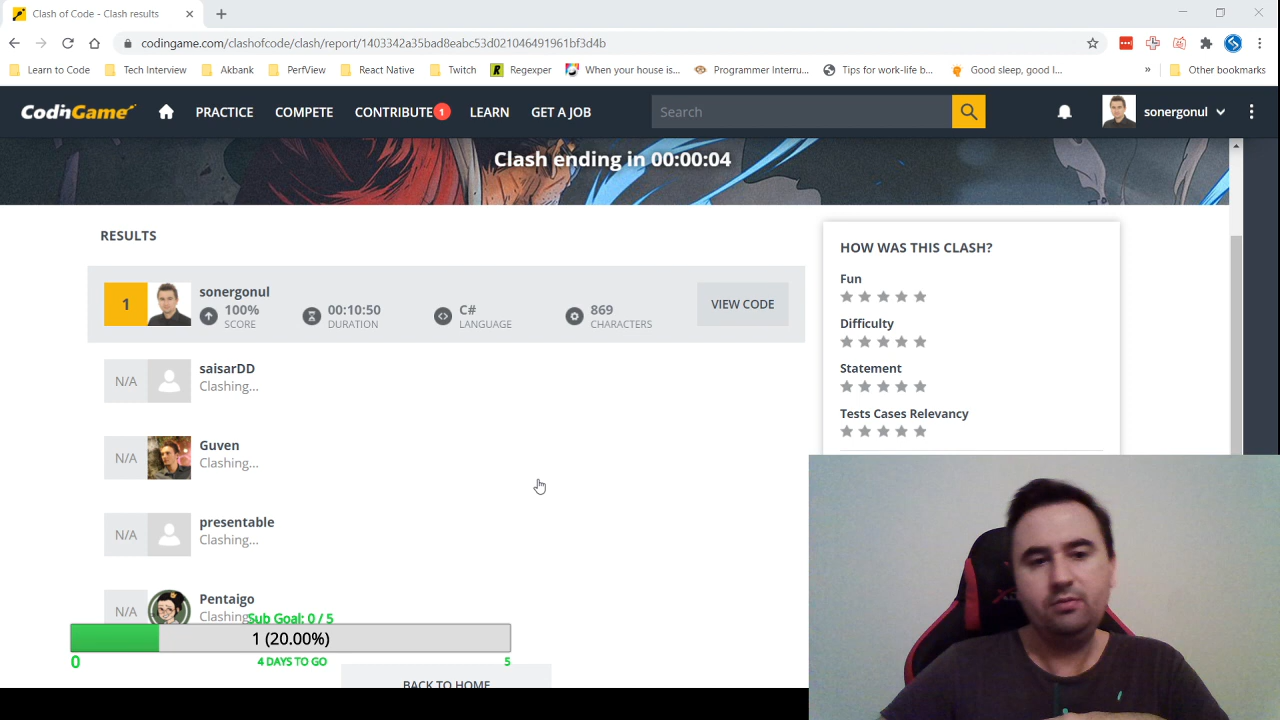 Clash of Code - Clash results
codingame.com/clashofcode/clash/report/1403342a35bad8eabc53d021046491961bf3d4b
Learn to Code Tech Interview Akbank PerfView React Native Twitch Regexper When your house is... Programmer Interru... Tips for work-life b... Good sleep, good l... » Other bookmarks
CodinGame PRACTICE COMPETE CONTRIBUTE 1 LEARN GET A JOB Search sonergonul
Clash ending in 00:00:04
RESULTS
1 sonergonul
100% 00:10:50 C# 869
SCORE DURATION LANGUAGE CHARACTERS
VIEW CODE
N/A saisarDD
Clashing...
N/A Guven
Clashing...
N/A presentable
Clashing...
N/A Pentaigo
Clashing
Sub Goal: 0 / 5
1 (20.00%)
0 4 DAYS TO GO 5
BACK TO HOME
HOW WAS THIS CLASH?
Fun
Difficulty
Statement
Tests Cases Relevancy